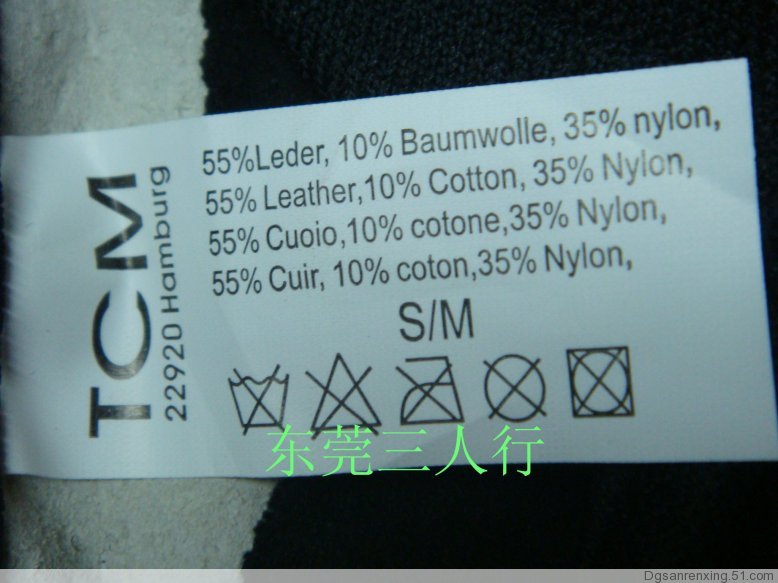 TCM
22920 Hamburg
55%Leder, 10% Baumwolle, 35% nylon,
55% Leather,10% Cotton, 35% Nylon,
55% Cuoio,10% cotone,35% Nylon,
55% Cuir, 10% coton,35% Nylon,
S/M
东莞三人行
Dgsanrenxing.51.com